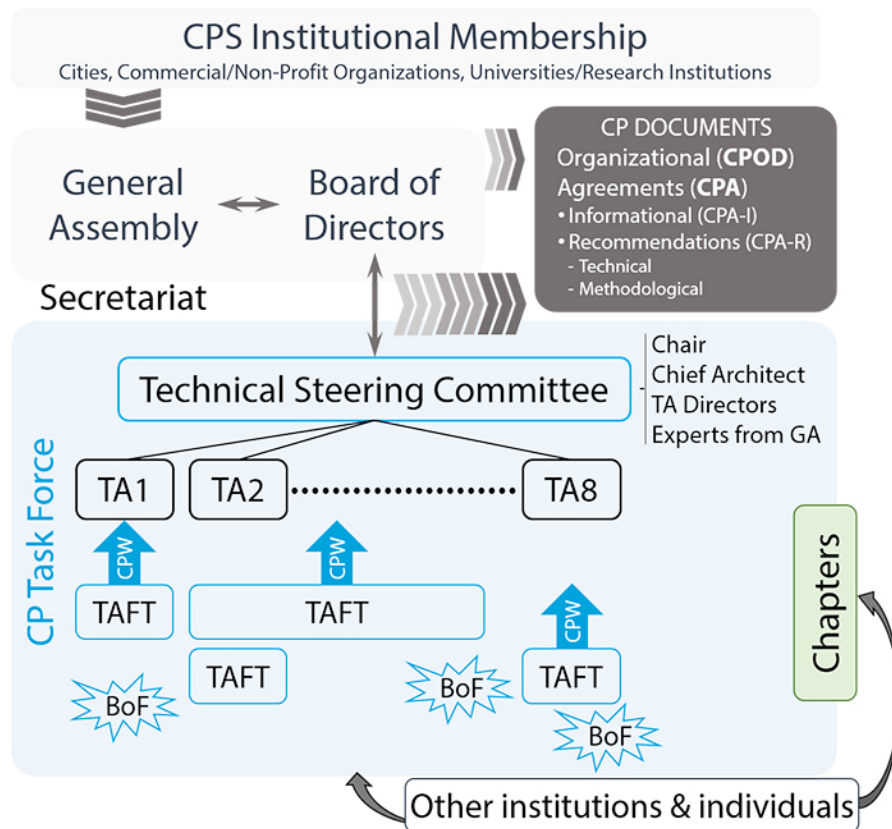 CPS Institutional Membership
Cities, Commercial/Non-Profit Organizations, Universities/Research Institutions
General
Assembly
Board of
Directors
CP DOCUMENTS
Organizational (CPOD)
Agreements (CPA)
• Informational (CPA-I)
• Recommendations (CPA-R)
- Technical
- Methodological
Secretariat
Technical Steering Committee
Chair
Chief Architect
TA Directors
Experts from GA
CP Task Force
TA1
TA2
TA8
CPW
CPW
CPW
TAFT
TAFT
TAFT
TAFT
BoF
BoF
BoF
Chapters
Other institutions & individuals